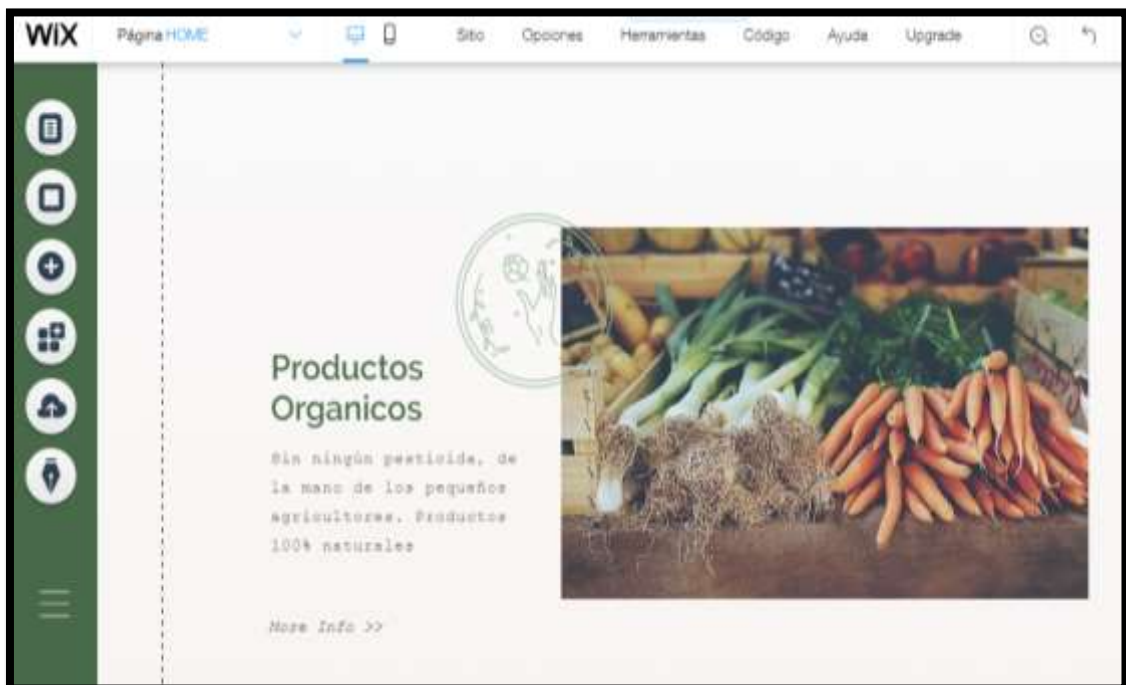 WiX Página HOME Sitio Opciones Herramientas Código Ayuda Upgrade
Productos
Organicos
Sin ningún pesticida, de
la mano de los pequeños
agricultores. Productos
100% naturales
More Info >>